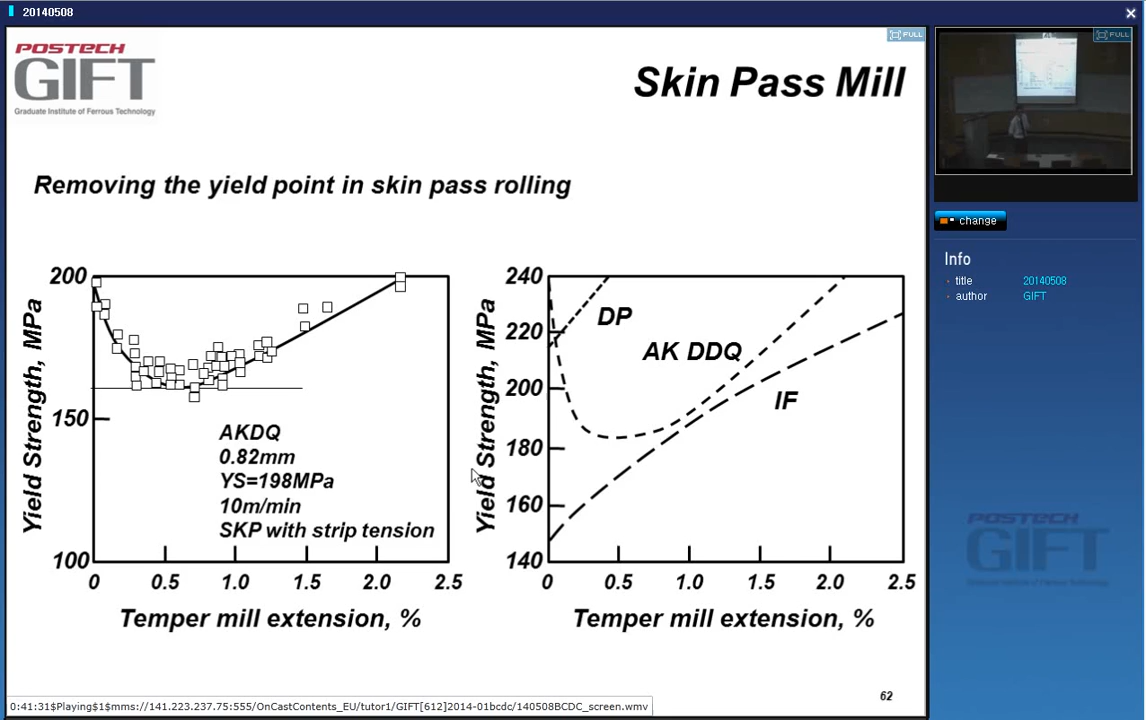 20140508
FULL
POSTECH
GIFT
Graduate Institute of Ferrous Technology
Skin Pass Mill
Removing the yield point in skin pass rolling
200
150
100
Yield Strength, MPa
0 0.5 1.0 1.5 2.0 2.5
Temper mill extension, %
AKDQ
0.82mm
YS=198MPa
10m/min
SKP with strip tension
240
220
200
180
160
140
Yield Strength, MPa
DP
AK DDQ
IF
0 0.5 1.0 1.5 2.0 2.5
Temper mill extension, %
62
0:41:31$Playing$1$mms://141.223.237.75:555/OnCastContents_EU/tutor1/GIFT[612]2014-01bcdc/140508BCDC_screen.wmv
FULL
change
Info
title 20140508
author GIFT
POSTECH
GIFT